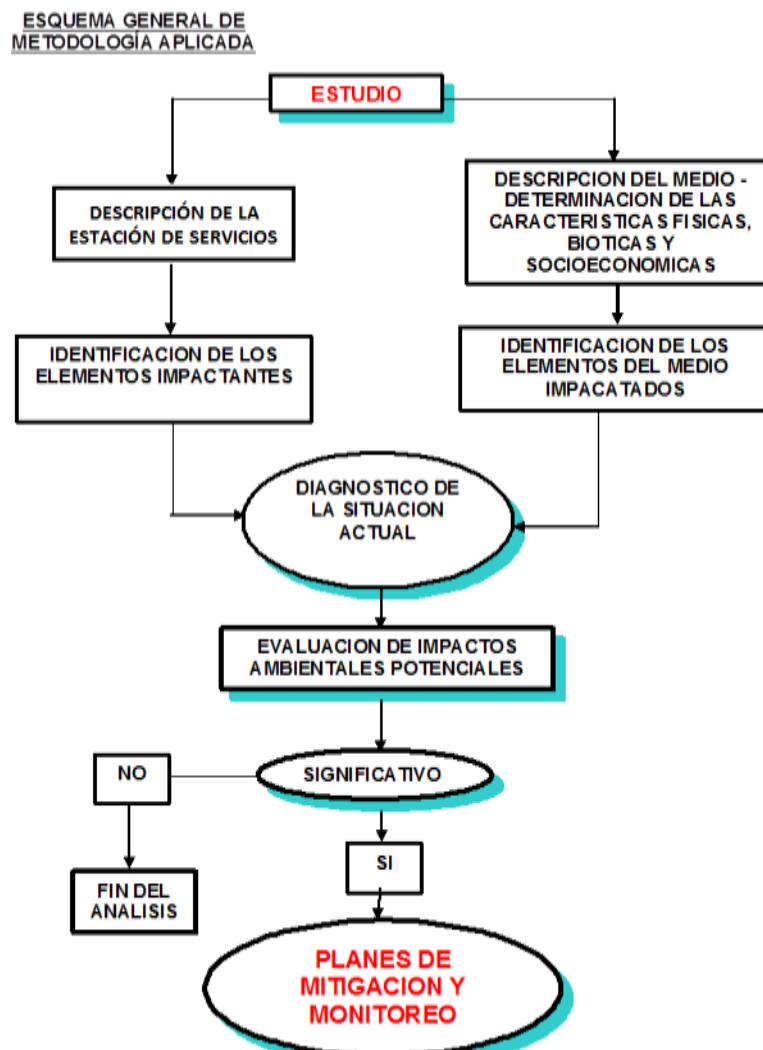 ESQUEMA GENERAL DE
METODOLOGÍA APLICADA
ESTUDIO
DESCRIPCIÓN DE LA
ESTACIÓN DE SERVICIOS
DESCRIPCION DEL MEDIO -
DETERMINACION DE LAS
CARACTERISTICAS FISICAS,
BIOTICAS Y
SOCIOECONOMICAS
IDENTIFICACION DE LOS
ELEMENTOS IMPACTANTES
IDENTIFICACION DE LOS
ELEMENTOS DEL MEDIO
IMPACATADOS
DIAGNOSTICO DE
LA SITUACION
ACTUAL
EVALUACION DE IMPACTOS
AMBIENTALES POTENCIALES
NO
SIGNIFICATIVO
SI
FIN DEL
ANALISIS
PLANES DE
MITIGACION Y
MONITOREO